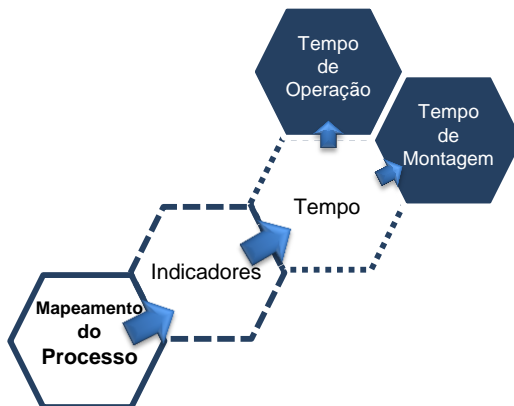 Tempo
de
Operação
Tempo
de
Montagem
Tempo
Indicadores
Mapeamento
do
Processo